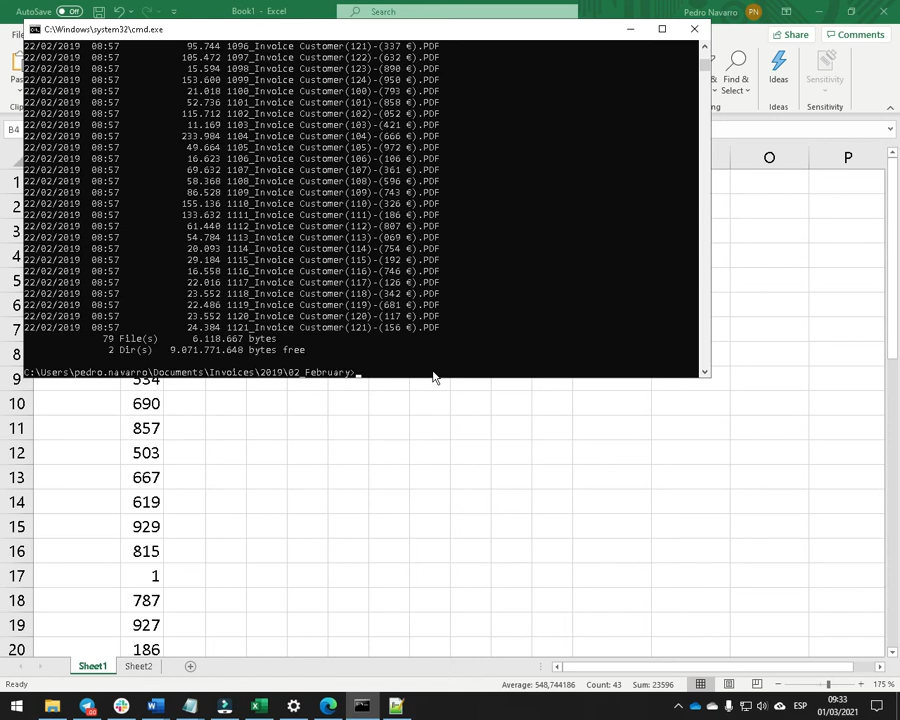 AutoSave Off Book1 - Excel Search Pedro Navarro PN
C:\Windows\system32\cmd.exe
Share Comments
Find & Select
Ideas
Sensitivity
Ideas Sensitivity
B4
22/02/2019 08:57 95.744 1096_Invoice Customer(121)-(337 €).PDF
22/02/2019 08:57 105.472 1097_Invoice Customer(122)-(632 €).PDF
22/02/2019 08:57 15.594 1098_Invoice Customer(123)-(890 €).PDF
22/02/2019 08:57 153.600 1099_Invoice Customer(124)-(950 €).PDF
22/02/2019 08:57 21.018 1100_Invoice Customer(100)-(793 €).PDF
22/02/2019 08:57 52.736 1101_Invoice Customer(101)-(858 €).PDF
22/02/2019 08:57 115.712 1102_Invoice Customer(102)-(052 €).PDF
22/02/2019 08:57 11.169 1103_Invoice Customer(103)-(421 €).PDF
22/02/2019 08:57 233.984 1104_Invoice Customer(104)-(666 €).PDF
22/02/2019 08:57 49.664 1105_Invoice Customer(105)-(972 €).PDF
22/02/2019 08:57 16.623 1106_Invoice Customer(106)-(106 €).PDF
22/02/2019 08:57 69.632 1107_Invoice Customer(107)-(361 €).PDF
22/02/2019 08:57 58.368 1108_Invoice Customer(108)-(596 €).PDF
22/02/2019 08:57 86.528 1109_Invoice Customer(109)-(743 €).PDF
22/02/2019 08:57 155.136 1110_Invoice Customer(110)-(326 €).PDF
22/02/2019 08:57 133.632 1111_Invoice Customer(111)-(186 €).PDF
22/02/2019 08:57 61.440 1112_Invoice Customer(112)-(807 €).PDF
22/02/2019 08:57 54.784 1113_Invoice Customer(113)-(069 €).PDF
22/02/2019 08:57 20.093 1114_Invoice Customer(114)-(754 €).PDF
22/02/2019 08:57 29.184 1115_Invoice Customer(115)-(192 €).PDF
22/02/2019 08:57 16.558 1116_Invoice Customer(116)-(746 €).PDF
22/02/2019 08:57 22.016 1117_Invoice Customer(117)-(126 €).PDF
22/02/2019 08:57 23.552 1118_Invoice Customer(118)-(342 €).PDF
22/02/2019 08:57 22.486 1119_Invoice Customer(119)-(681 €).PDF
22/02/2019 08:57 23.552 1120_Invoice Customer(120)-(117 €).PDF
22/02/2019 08:57 24.384 1121_Invoice Customer(121)-(156 €).PDF
79 File(s) 6.118.667 bytes
2 Dir(s) 9.071.771.648 bytes free
C:\Users\pedro.navarro\Documents\Invoices\2019\02_February>
O P
1
2
3
4
5
6
7
8
9 534
10 690
11 857
12 503
13 667
14 619
15 929
16 815
17 1
18 787
19 927
20 186
Sheet1 Sheet2
Ready Average: 548,744186 Count: 43 Sum: 23596 175 %
ESP 09:33
01/03/2021